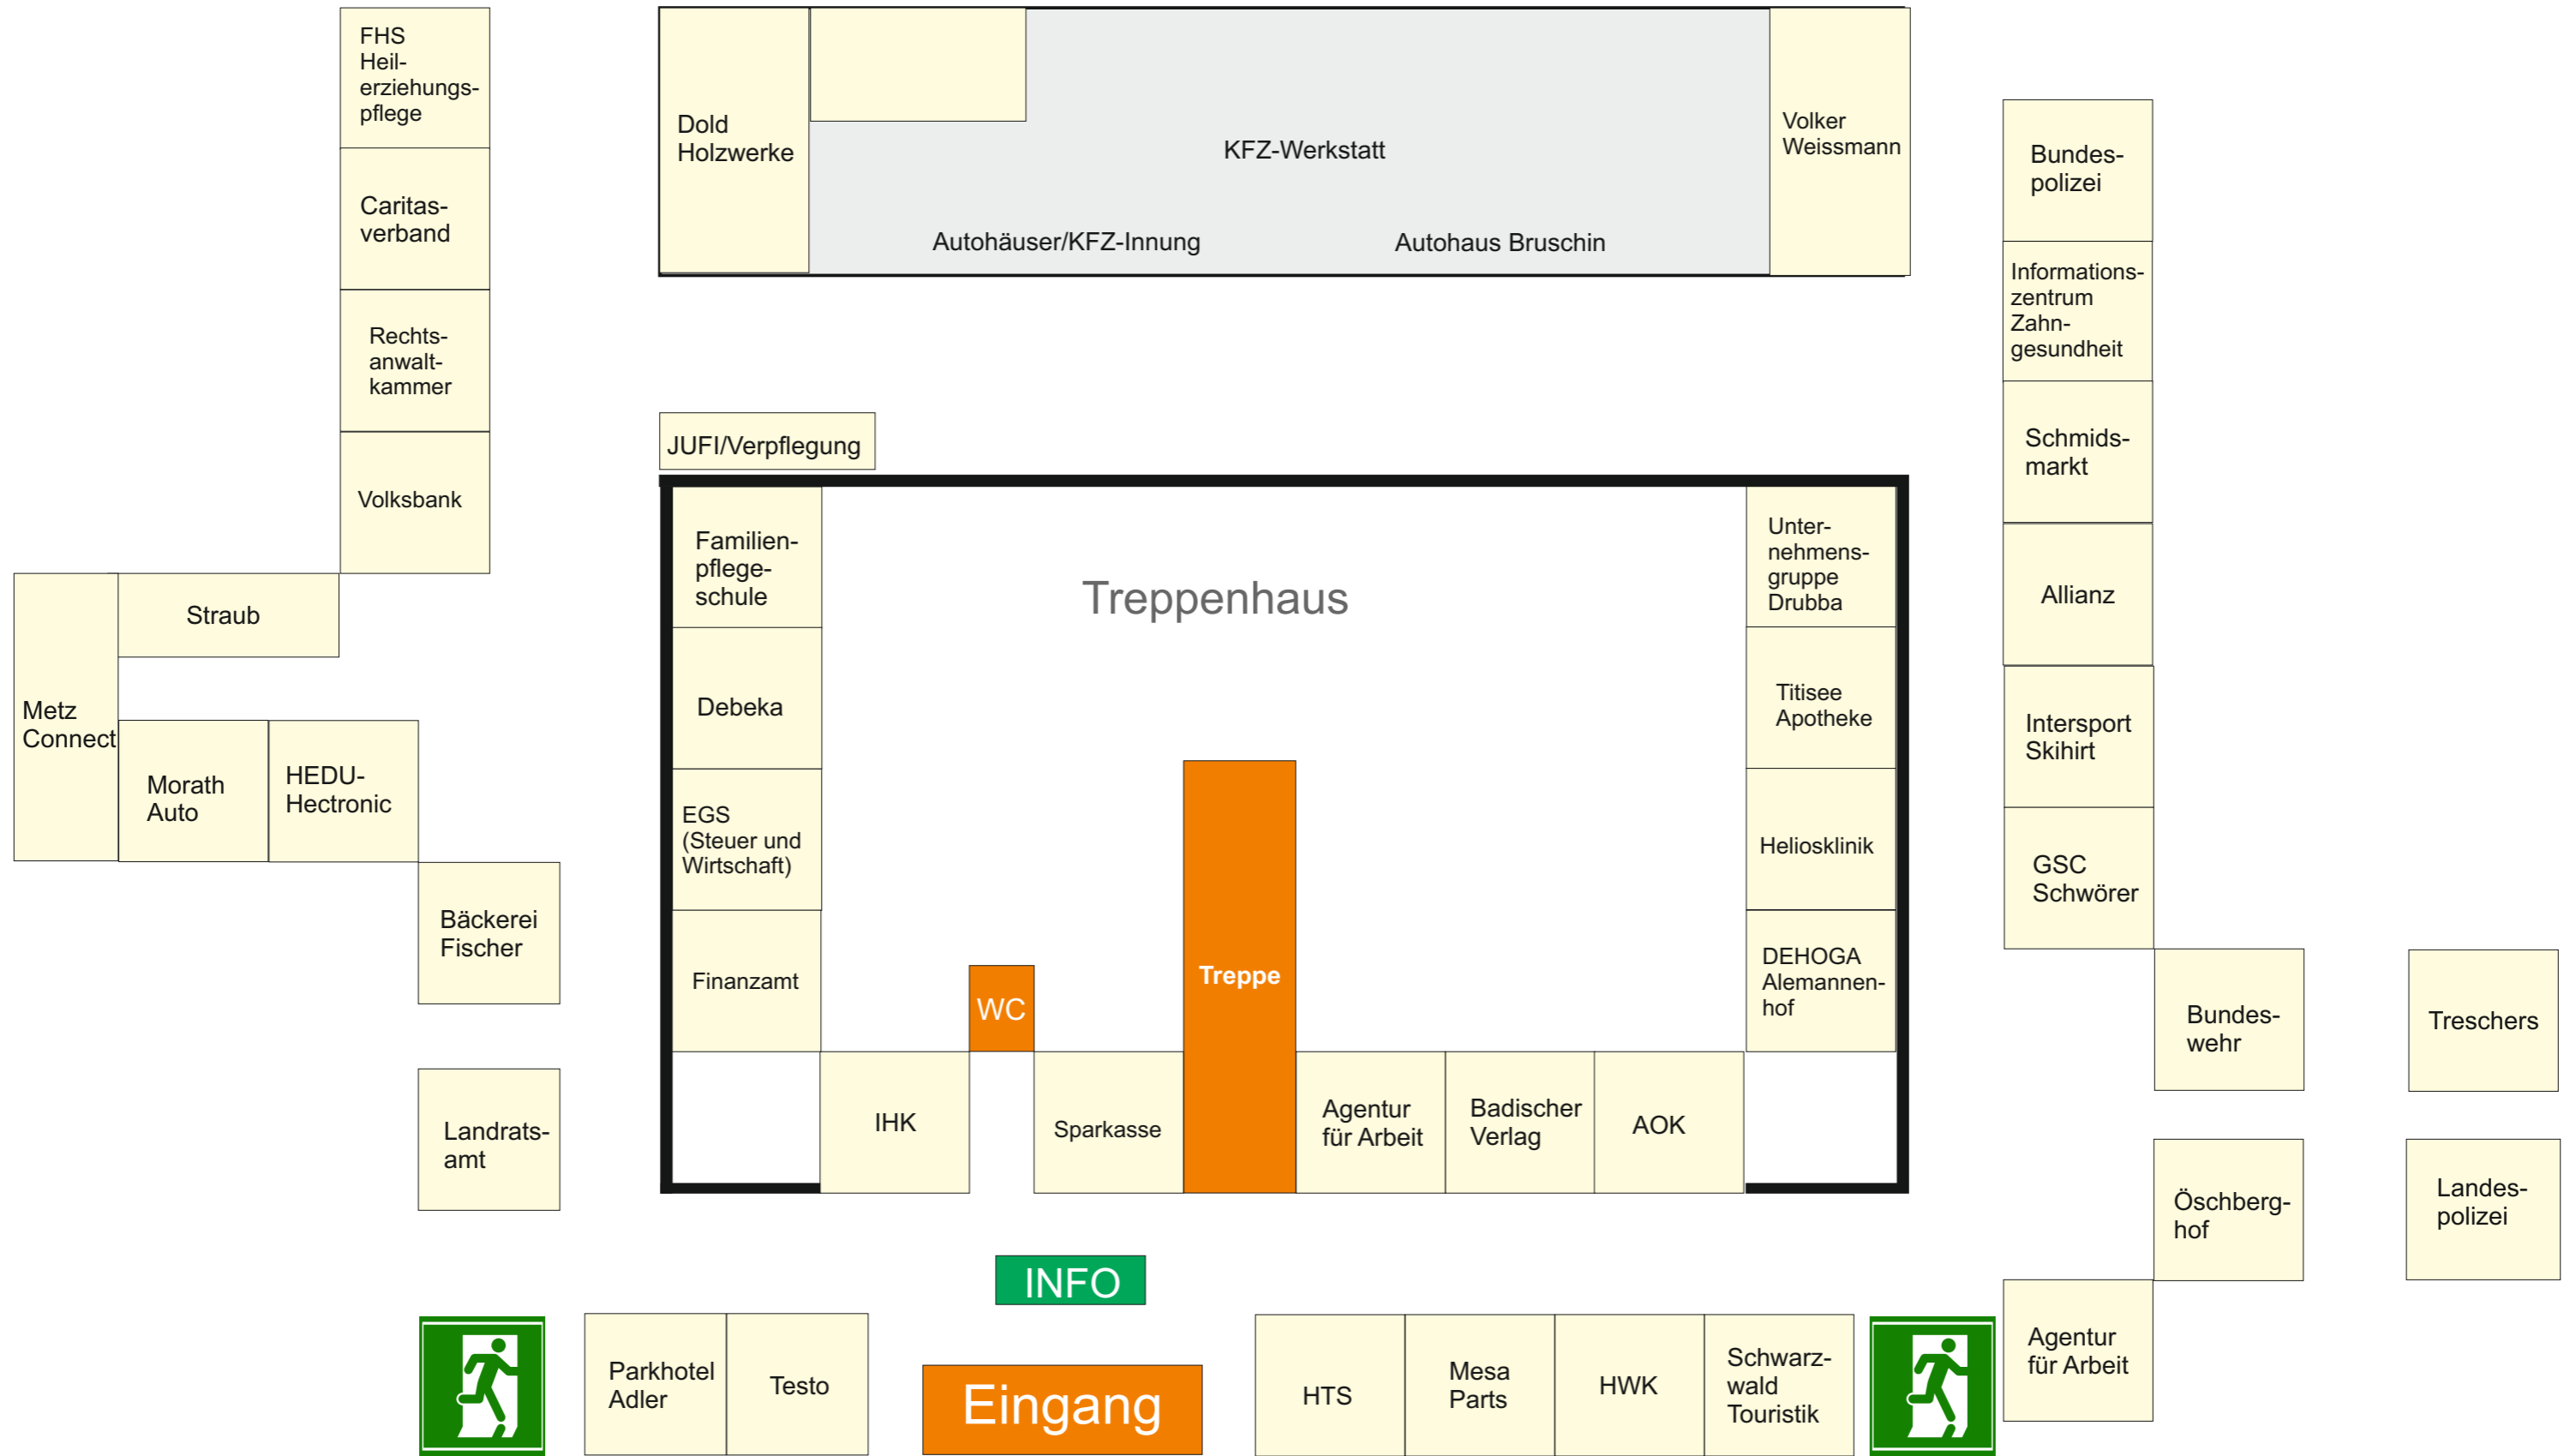 FHS
Heil-
erziehungs-
pflege
Caritas-
verband
Rechts-
anwalt-
kammer
Volksbank
Straub
Metz
Connect
Morath
Auto
HEDU-
Hectronic
Bäckerei
Fischer
Landrats-
amt
Dold
Holzwerke
KFZ-Werkstatt
Autohäuser/KFZ-Innung
Autohaus Bruschin
Volker
Weissmann
JUFI/Verpflegung
Familien-
pflege-
schule
Debeka
EGS
(Steuer und
Wirtschaft)
Finanzamt
Treppenhaus
IHK
WC
Sparkasse
Treppe
Agentur
für Arbeit
Badischer
Verlag
AOK
Unter-
nehmens-
gruppe
Drubba
Titisee
Apotheke
Heliosklinik
DEHOGA
Alemannen-
hof
Bundes-
polizei
Informations-
zentrum
Zahn-
gesundheit
Schmids-
markt
Allianz
Intersport
Skihirt
GSC
Schwörer
Bundes-
wehr
Treschers
Öschberg-
hof
Landes-
polizei
Agentur
für Arbeit
INFO
Parkhotel
Adler
Testo
Eingang
HTS
Mesa
Parts
HWK
Schwarz-
wald
Touristik